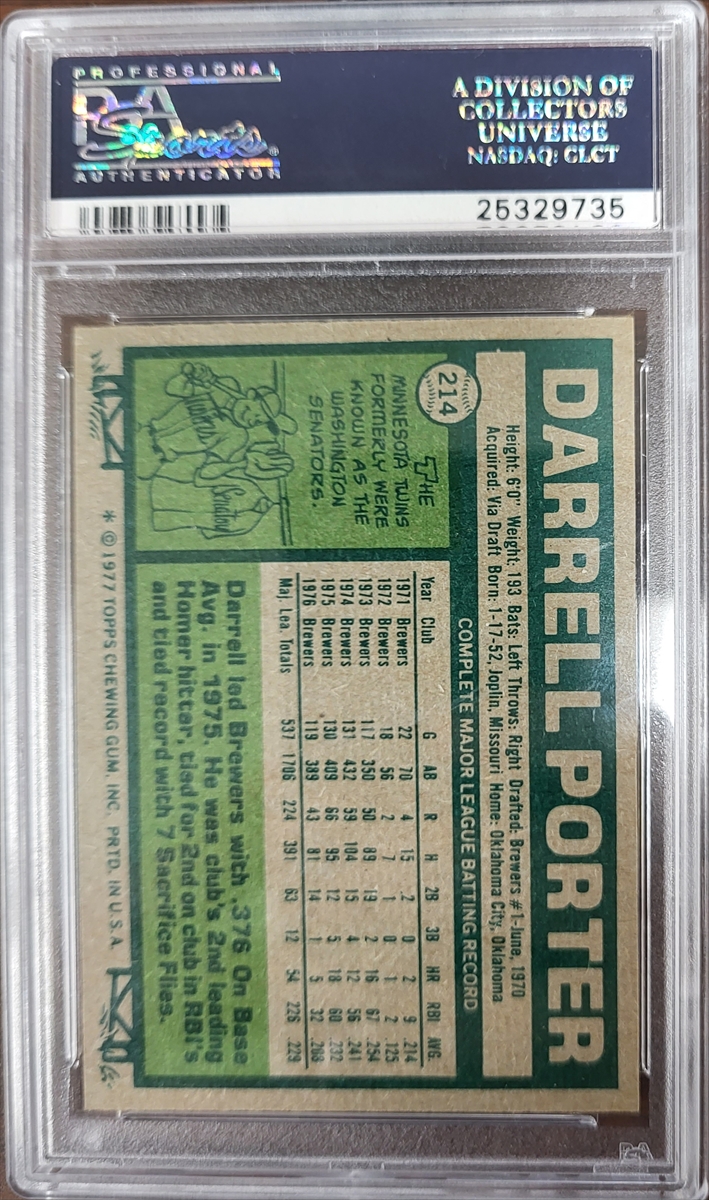 PROFESSIONAL
PSA
Sports
AUTHENTICATOR
A DIVISION OF
COLLECTORS
UNIVERSE
NASDAQ: CLCT
25329735
DARRELL PORTER
214
Height: 6'0" Weight: 193 Bats: Left Throws: Right Drafted: Brewers #1-June, 1970
Acquired: Via Draft Born: 1-17-52, Joplin, Missouri Home: Oklahoma City, Oklahoma
COMPLETE MAJOR LEAGUE BATTING RECORD
Year Club G AB R H 2B 3B HR RBI AVG.
1971 Brewers 22 70 4 15 2 0 2 9 .214
1972 Brewers 18 56 2 7 1 0 1 2 .125
1973 Brewers 117 350 50 89 19 2 16 67 .254
1974 Brewers 131 432 59 104 15 4 12 56 .241
1975 Brewers 130 409 66 95 12 5 18 60 .232
1976 Brewers 119 389 43 81 14 1 5 32 .208
Maj. Lea. Totals 537 1706 224 391 63 12 54 226 .229
THE
MINNESOTA TWINS
FORMERLY WERE
KNOWN AS THE
WASHINGTON
SENATORS.
Twins
Darrell led Brewers with .376 On Base
Avg. in 1975. He was club's 2nd leading
Homer hitter, tied for 2nd on club in RBI's
and tied record with 7 Sacrifice Flies.
* © 1977 TOPPS CHEWING GUM, INC. PRTD. IN U.S.A.